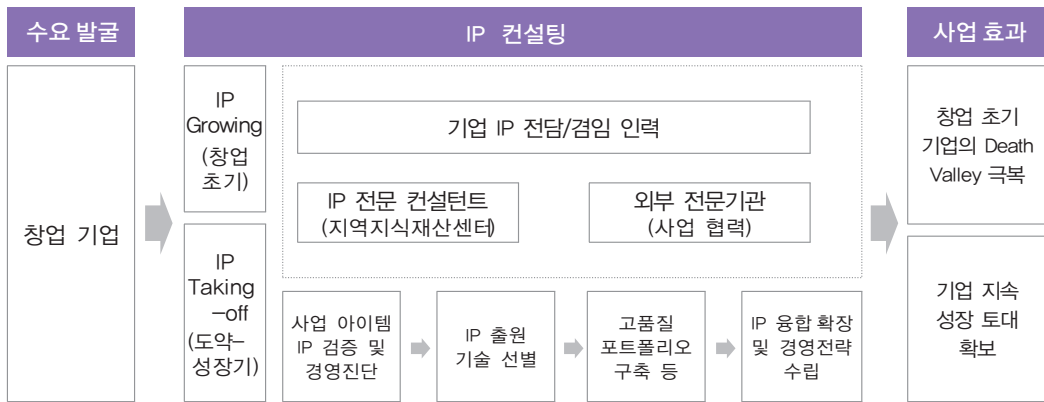 수요 발굴
IP 컨설팅
사업 효과
창업 기업
IP
Growing
(창업
초기)
IP
Taking
-off
(도약-
성장기)
기업 IP 전담/겸임 인력
IP 전문 컨설턴트
(지역지식재산센터)
외부 전문기관
(사업 협력)
사업 아이템
IP 검증 및
경영진단
IP 출원
기술 선별
고품질
포트폴리오
구축 등
IP 융합 확장
및 경영전략
수립
창업 초기
기업의 Death
Valley 극복
기업 지속
성장 토대
확보